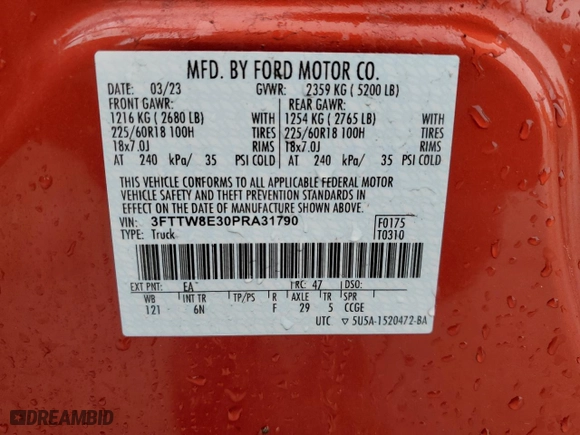 MFD. BY FORD MOTOR CO.
DATE: 03/23 GVWR: 2359 KG ( 5200 LB)
FRONT GAWR: REAR GAWR:
1216 KG ( 2680 LB) WITH 1254 KG ( 2765 LB) WITH
225/60R18 100H TIRES 225/60R18 100H TIRES
18x7.0J RIMS 18x7.0J RIMS
AT 240 kPa/ 35 PSI COLD AT 240 kPa/ 35 PSI COLD
THIS VEHICLE CONFORMS TO ALL APPLICABLE FEDERAL MOTOR
VEHICLE SAFETY AND THEFT PREVENTION STANDARDS IN
EFFECT ON THE DATE OF MANUFACTURE SHOWN ABOVE.
VIN: 3FTTW8E30PRA31790 F0175
TYPE: Truck T0310
EXT PNT: EA RC: 47 DSO:
WB INT TR TP/PS R AXLE TR SPR
121 6N F 29 5 CCGE
UTC ▽5U5A-1520472-BA
DREAMBID